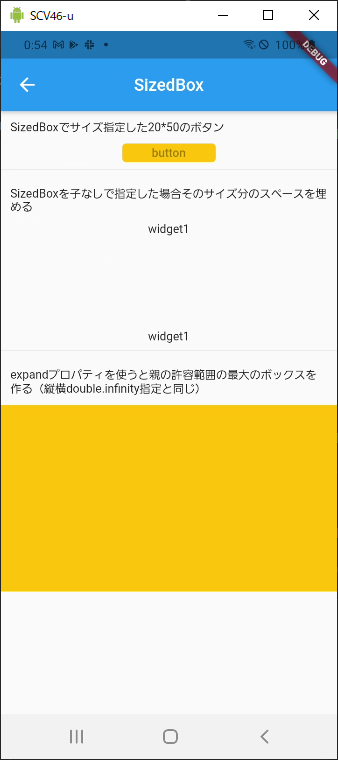 SCV46-u
0:54
100%
DEBUG
SizedBox
SizedBoxでサイズ指定した20*50のボタン
button
SizedBoxを子なしで指定した場合そのサイズ分のスペースを埋
める
widget1
widget1
expandプロパティを使うと親の許容範囲の最大のボックスを
作る（縦横double.infinity指定と同じ）